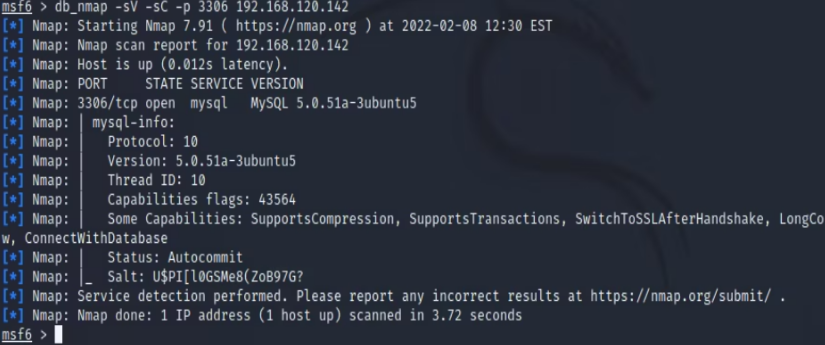 msf6 > db_nmap -sV -sC -p 3306 192.168.120.142
[*] Nmap: Starting Nmap 7.91 ( https://nmap.org ) at 2022-02-08 12:30 EST
[*] Nmap: Nmap scan report for 192.168.120.142
[*] Nmap: Host is up (0.012s latency).
[*] Nmap: PORT     STATE SERVICE VERSION
[*] Nmap: 3306/tcp open  mysql   MySQL 5.0.51a-3ubuntu5
[*] Nmap: | mysql-info:
[*] Nmap: |   Protocol: 10
[*] Nmap: |   Version: 5.0.51a-3ubuntu5
[*] Nmap: |   Thread ID: 10
[*] Nmap: |   Capabilities flags: 43564
[*] Nmap: |   Some Capabilities: SupportsCompression, SupportsTransactions, SwitchToSSLAfterHandshake, LongCo
w, ConnectWithDatabase
[*] Nmap: |   Status: Autocommit
[*] Nmap: |_  Salt: U$PI[l0GSMe8(ZoB97G?
[*] Nmap: Service detection performed. Please report any incorrect results at https://nmap.org/submit/ .
[*] Nmap: Nmap done: 1 IP address (1 host up) scanned in 3.72 seconds
msf6 >